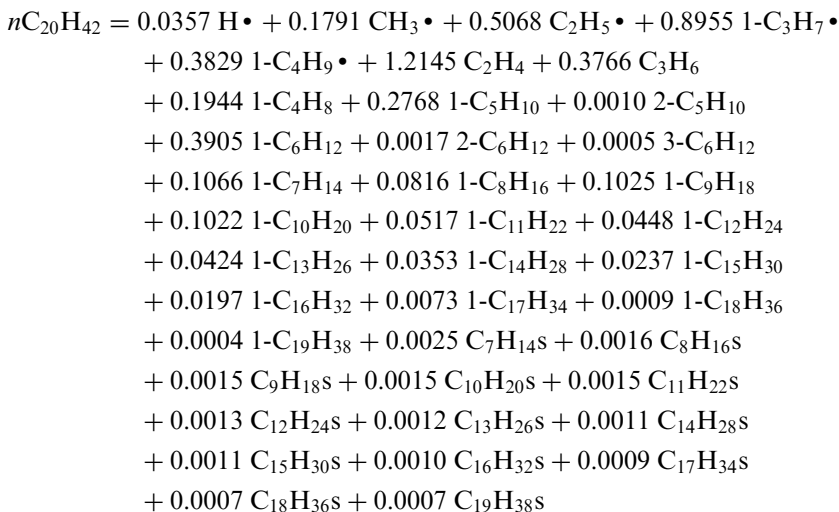 nC₂₀H₄₂ = 0.0357 H• + 0.1791 CH₃• + 0.5068 C₂H₅• + 0.8955 1-C₃H₇•
+ 0.3829 1-C₄H₉• + 1.2145 C₂H₄ + 0.3766 C₃H₆
+ 0.1944 1-C₄H₈ + 0.2768 1-C₅H₁₀ + 0.0010 2-C₅H₁₀
+ 0.3905 1-C₆H₁₂ + 0.0017 2-C₆H₁₂ + 0.0005 3-C₆H₁₂
+ 0.1066 1-C₇H₁₄ + 0.0816 1-C₈H₁₆ + 0.1025 1-C₉H₁₈
+ 0.1022 1-C₁₀H₂₀ + 0.0517 1-C₁₁H₂₂ + 0.0448 1-C₁₂H₂₄
+ 0.0424 1-C₁₃H₂₆ + 0.0353 1-C₁₄H₂₈ + 0.0237 1-C₁₅H₃₀
+ 0.0197 1-C₁₆H₃₂ + 0.0073 1-C₁₇H₃₄ + 0.0009 1-C₁₈H₃₆
+ 0.0004 1-C₁₉H₃₈ + 0.0025 C₇H₁₄s + 0.0016 C₈H₁₆s
+ 0.0015 C₉H₁₈s + 0.0015 C₁₀H₂₀s + 0.0015 C₁₁H₂₂s
+ 0.0013 C₁₂H₂₄s + 0.0012 C₁₃H₂₆s + 0.0011 C₁₄H₂₈s
+ 0.0011 C₁₅H₃₀s + 0.0010 C₁₆H₃₂s + 0.0009 C₁₇H₃₄s
+ 0.0007 C₁₈H₃₆s + 0.0007 C₁₉H₃₈s